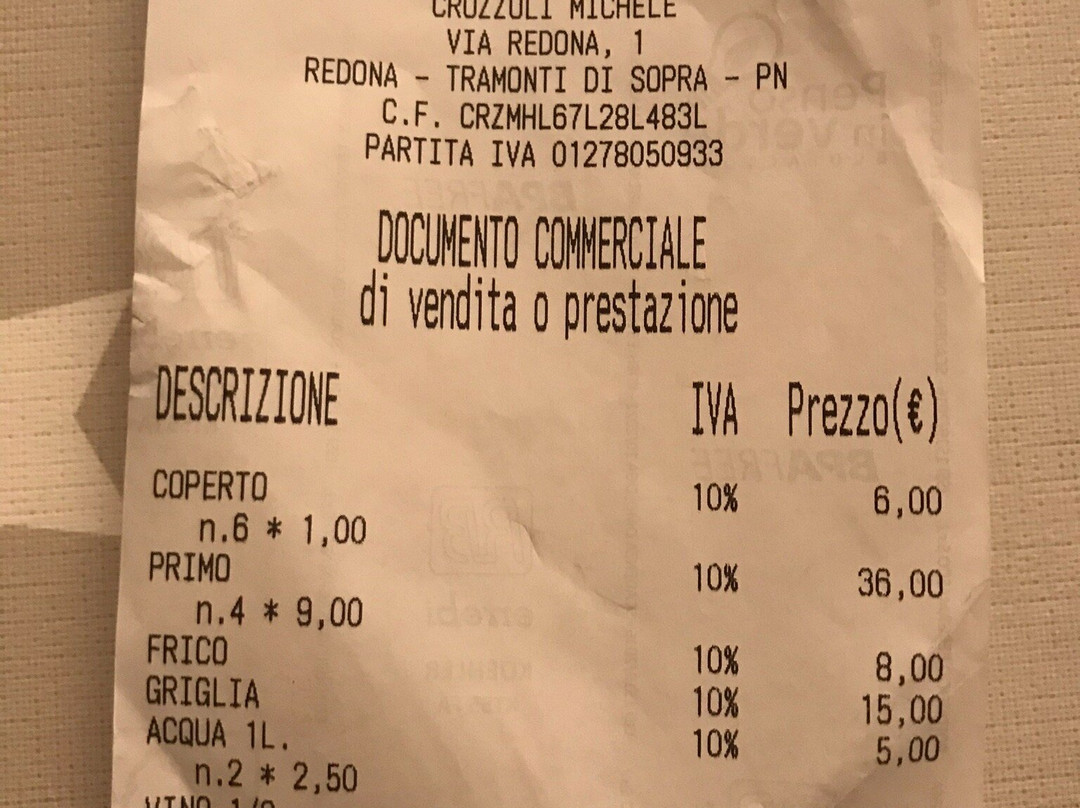 CROZZOLI MICHELE
VIA REDONA, 1
REDONA - TRAMONTI DI SOPRA - PN
C.F. CRZMHL67L28L483L
PARTITA IVA 01278050933
DOCUMENTO COMMERCIALE
di vendita o prestazione
DESCRIZIONE IVA Prezzo(€)
COPERTO 10% 6,00
n.6 * 1,00
PRIMO 10% 36,00
n.4 * 9,00
FRICO 10% 8,00
GRIGLIA 10% 15,00
ACQUA 1L. 10% 5,00
n.2 * 2,50
VINO